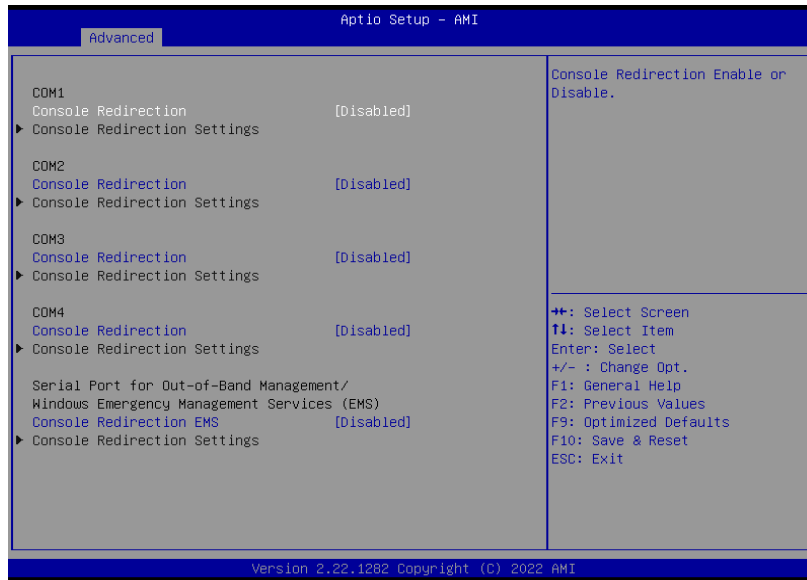 Aptio Setup – AMI
Advanced
COM1
Console Redirection [Disabled]
▶ Console Redirection Settings
COM2
Console Redirection [Disabled]
▶ Console Redirection Settings
COM3
Console Redirection [Disabled]
▶ Console Redirection Settings
COM4
Console Redirection [Disabled]
▶ Console Redirection Settings
Serial Port for Out-of-Band Management/
Windows Emergency Management Services (EMS)
Console Redirection EMS [Disabled]
▶ Console Redirection Settings
Console Redirection Enable or
Disable.
→←: Select Screen
↑↓: Select Item
Enter: Select
+/- : Change Opt.
F1: General Help
F2: Previous Values
F9: Optimized Defaults
F10: Save & Reset
ESC: Exit
Version 2.22.1282 Copyright (C) 2022 AMI